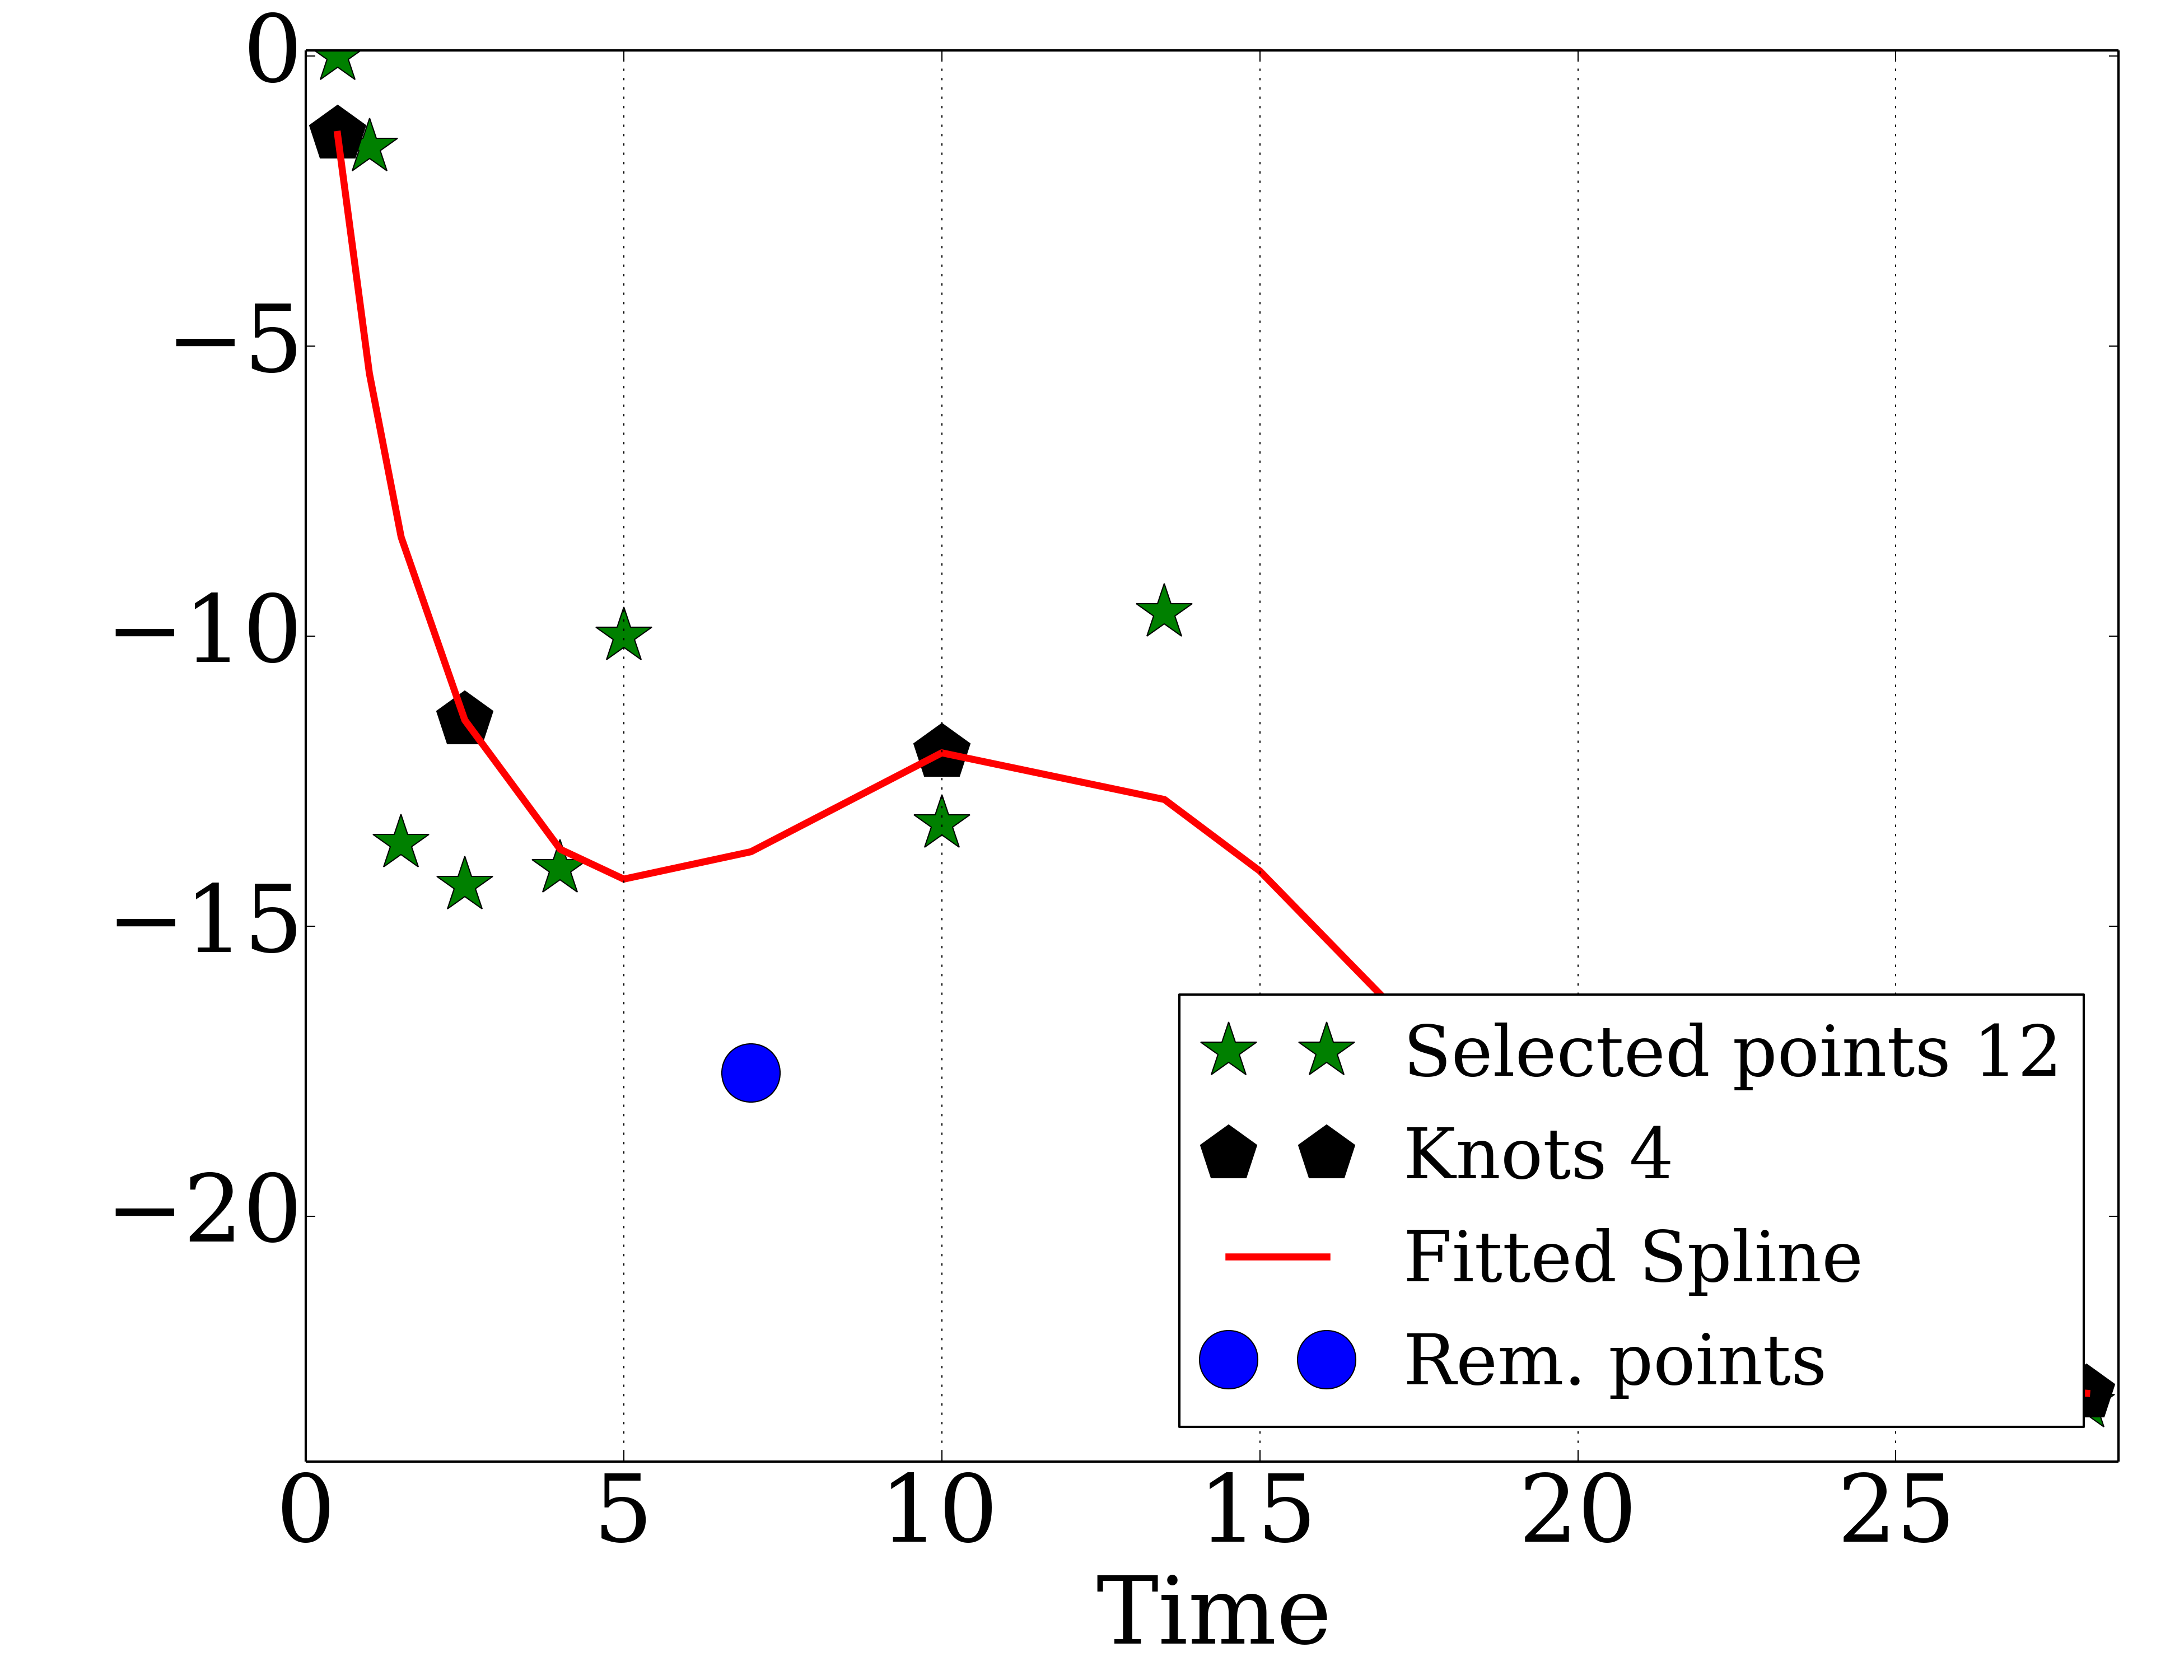 0
−5
−10
−15
−20
0 5 10 15 20 25
Time
Selected points 12
Knots 4
Fitted Spline
Rem. points